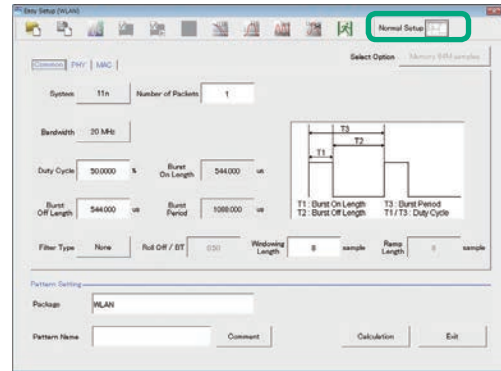 Easy Setup (WLAN)
Normal Setup
Select Option Memory 64M samples
Common PHY MAC
System 11n Number of Packets 1
Bandwidth 20 MHz
Duty Cycle 50.0000 % Burst On Length 544.000 us
Burst Off Length 544.000 us Burst Period 1088.000 us
T3
T2
T1
T1 : Burst On Length T3 : Burst Period
T2 : Burst Off Length T1 / T3 : Duty Cycle
Filter Type None Roll Off / BT 0.50 Windowing Length 8 sample Ramp Length 8 sample
Pattern Setting
Package WLAN
Pattern Name Comment Calculation Exit